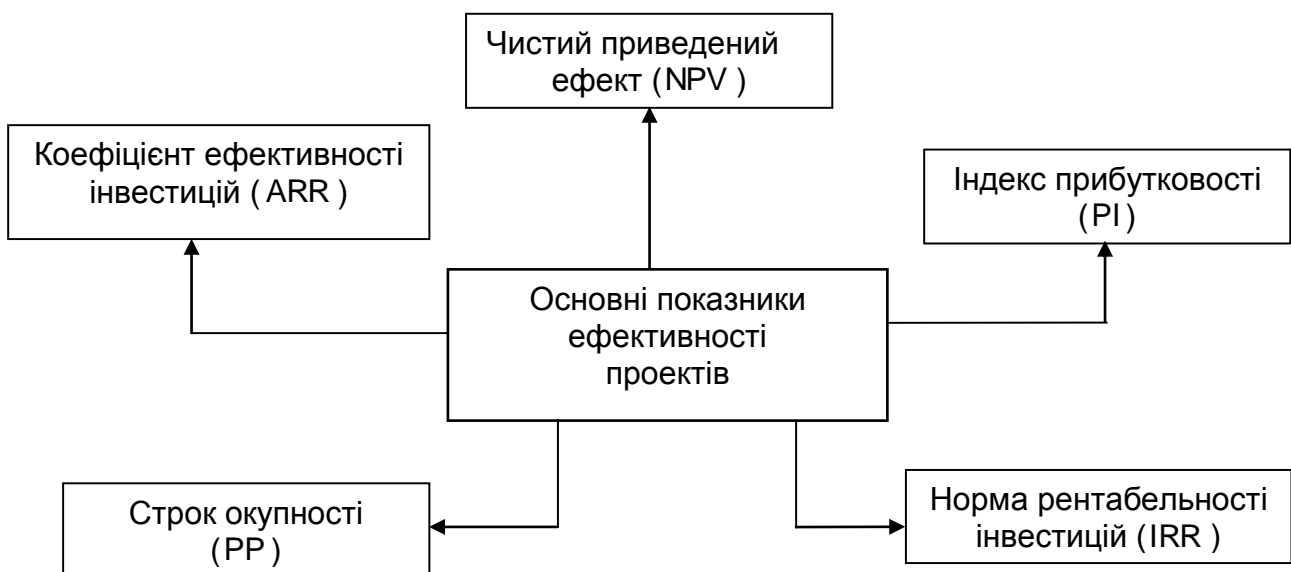 Чистий приведений
ефект (NPV )
Коефіцієнт ефективності
інвестицій ( ARR )
Індекс прибутковості
(PI )
Основні показники
ефективності
проектів
Строк окупності
(PP )
Норма рентабельності
інвестицій (IRR )